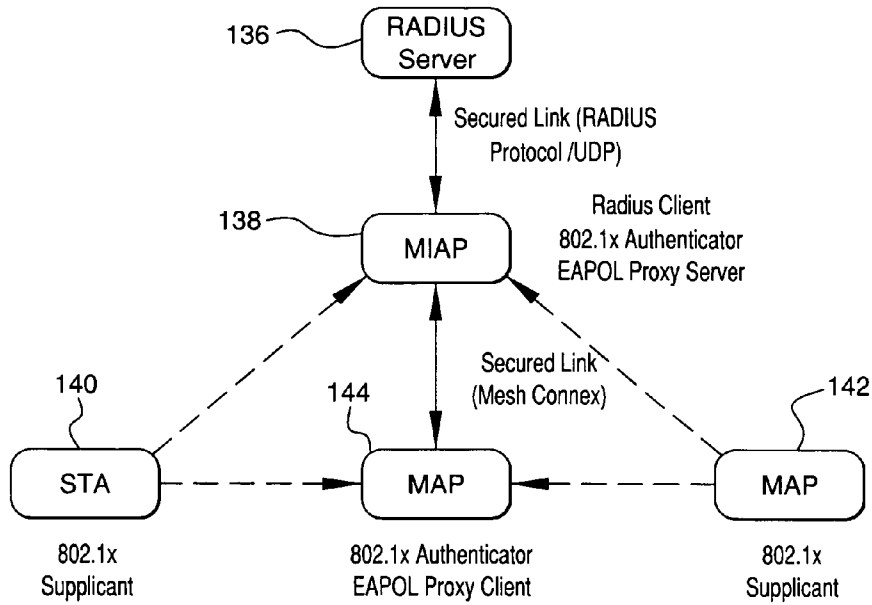 136
RADIUS
Server
Secured Link (RADIUS
Protocol /UDP)
138
MIAP
Radius Client
802.1x Authenticator
EAPOL Proxy Server
Secured Link
(Mesh Connex)
140
144
142
STA
MAP
MAP
802.1x
Supplicant
802.1x Authenticator
EAPOL Proxy Client
802.1x
Supplicant